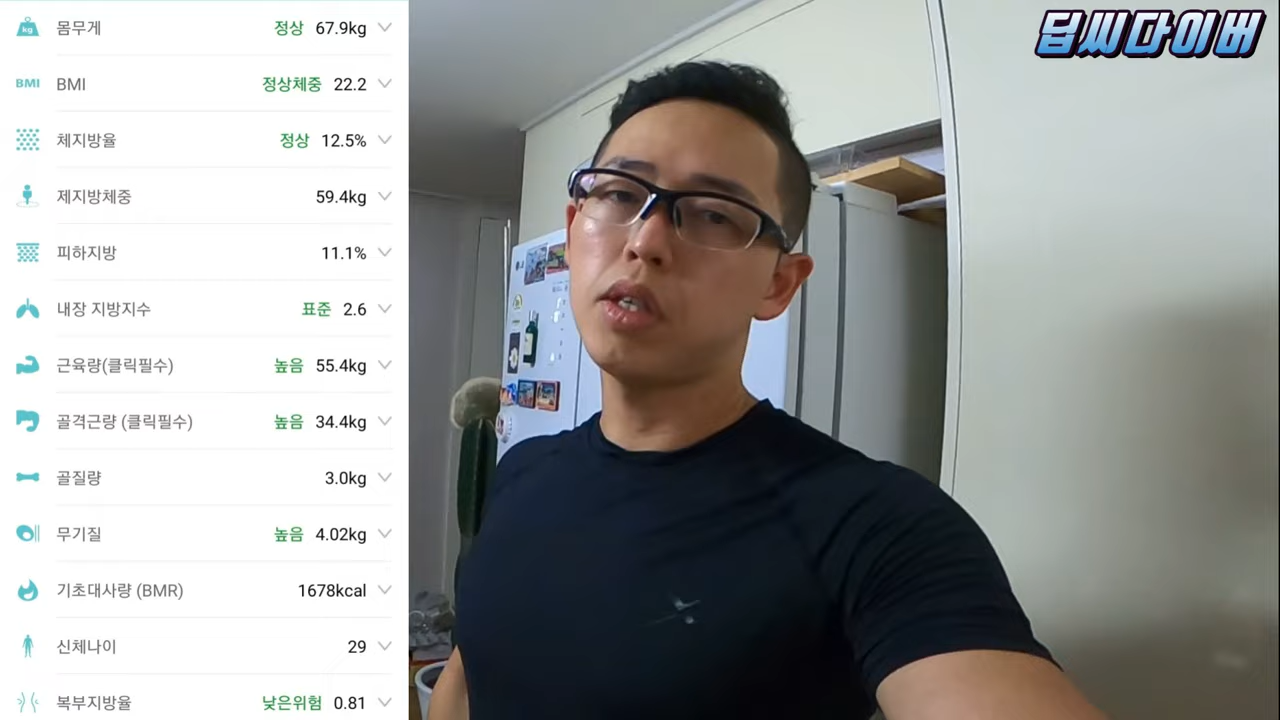 딥씨다이버
kg
몸무게 정상 67.9kg
BMI BMI 정상체중 22.2
체지방율 정상 12.5%
제지방체중 59.4kg
피하지방 11.1%
내장 지방지수 표준 2.6
근육량(클릭필수) 높음 55.4kg
골격근량 (클릭필수) 높음 34.4kg
골질량 3.0kg
무기질 높음 4.02kg
기초대사량 (BMR) 1678kcal
신체나이 29
복부지방율 낮은위험 0.81